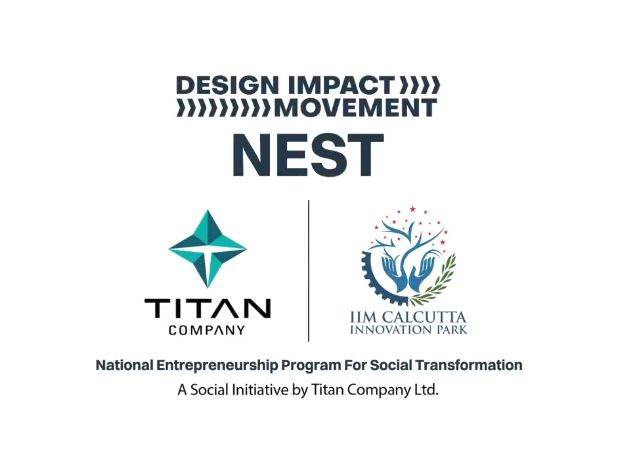 DESIGN IMPACT
MOVEMENT
NEST
TITAN
COMPANY
IIM CALCUTTA
INNOVATION PARK
National Entrepreneurship Program For Social Transformation
A Social Initiative by Titan Company Ltd.